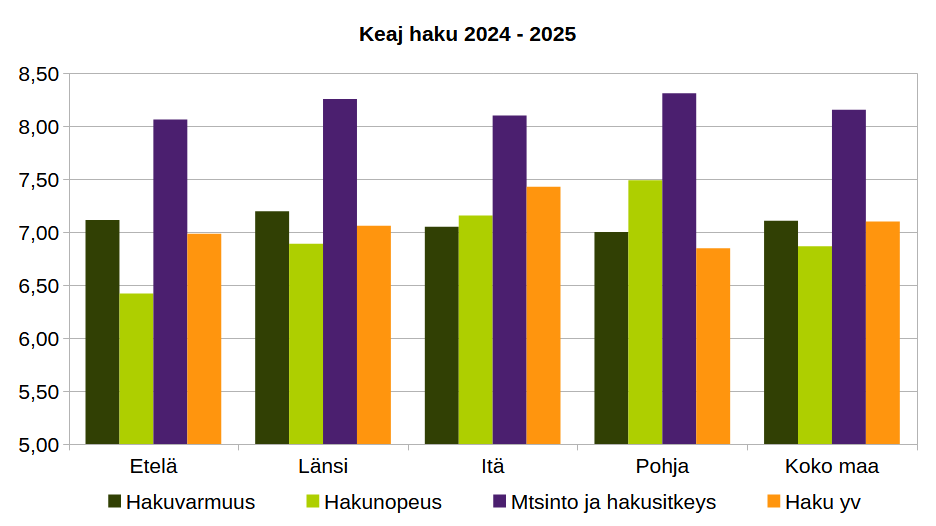 Keaj haku 2024 - 2025
8,50
8,00
7,50
7,00
6,50
6,00
5,50
5,00
Etelä Länsi Itä Pohja Koko maa
Hakuvarmuus Hakunopeus Mtsinto ja hakusitkeys Haku yv